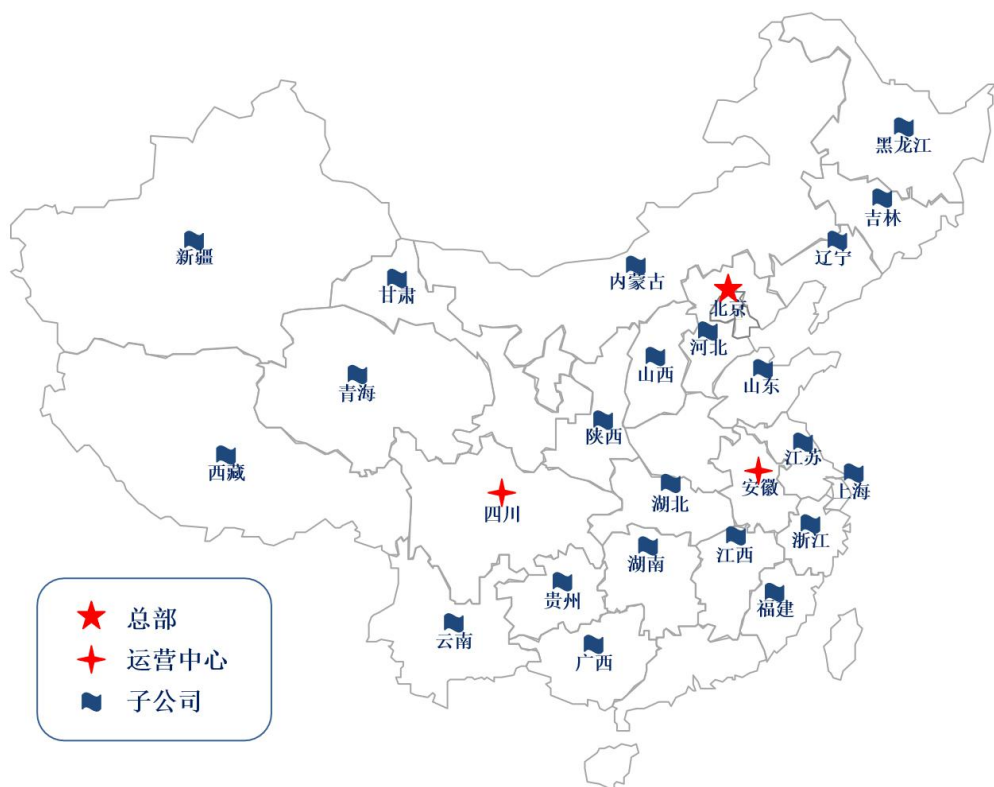 黑龙江
吉林
辽宁
新疆
内蒙古
甘肃
北京
河北
山西
山东
青海
陕西
江苏
西藏
安徽
上海
四川
湖北
浙江
江西
湖南
贵州
福建
云南
广西
总部
运营中心
子公司